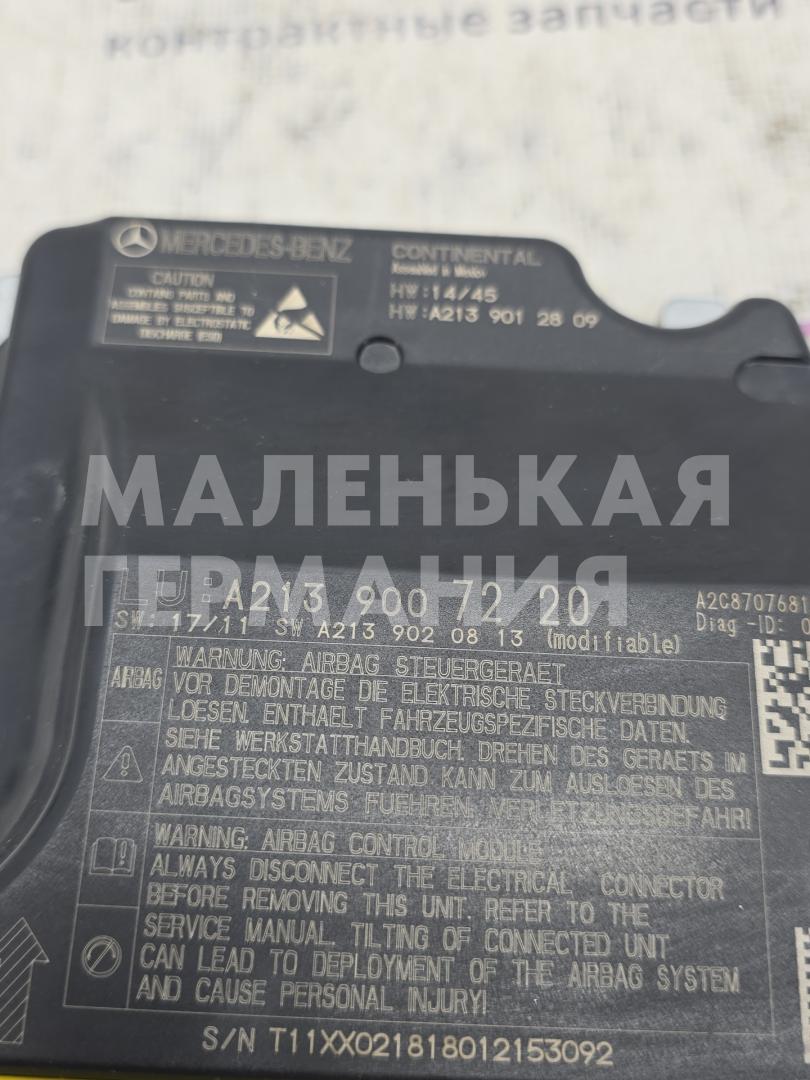 контрактные запчасти
MERCEDES-BENZ
CONTINENTAL
CAUTION
CONTAINS PARTS AND
ASSEMBLIES SUSCEPTIBLE TO
DAMAGE BY ELECTROSTATIC
DISCHARGE (ESD)
HW:14/45
HW:A213 901 28 09
МАЛЕНЬКАЯ
ГЕРМАНИЯ
A213 900 72 20
SW: 17/11 SW A213 902 08 13 (modifiable)
A2C8707681
Diag -ID: 0
AIRBAG
WARNUNG: AIRBAG STEUERGERAET
VOR DEMONTAGE DIE ELEKTRISCHE STECKVERBINDUNG
LOESEN. ENTHAELT FAHRZEUGSPEZIFISCHE DATEN.
SIEHE WERKSTATTHANDBUCH. DREHEN DES GERAETS IM
ANGESTECKTEN ZUSTAND KANN ZUM AUSLOESEN DES
AIRBAGSYSTEMS FUEHREN. VERLETZUNGSGEFAHR!
WARNING: AIRBAG CONTROL MODULE
ALWAYS DISCONNECT THE ELECTRICAL CONNECTOR
BEFORE REMOVING THIS UNIT. REFER TO THE
SERVICE MANUAL. TILTING OF CONNECTED UNIT
CAN LEAD TO DEPLOYMENT OF THE AIRBAG SYSTEM
AND CAUSE PERSONAL INJURY!
S/N T11XX021818012153092